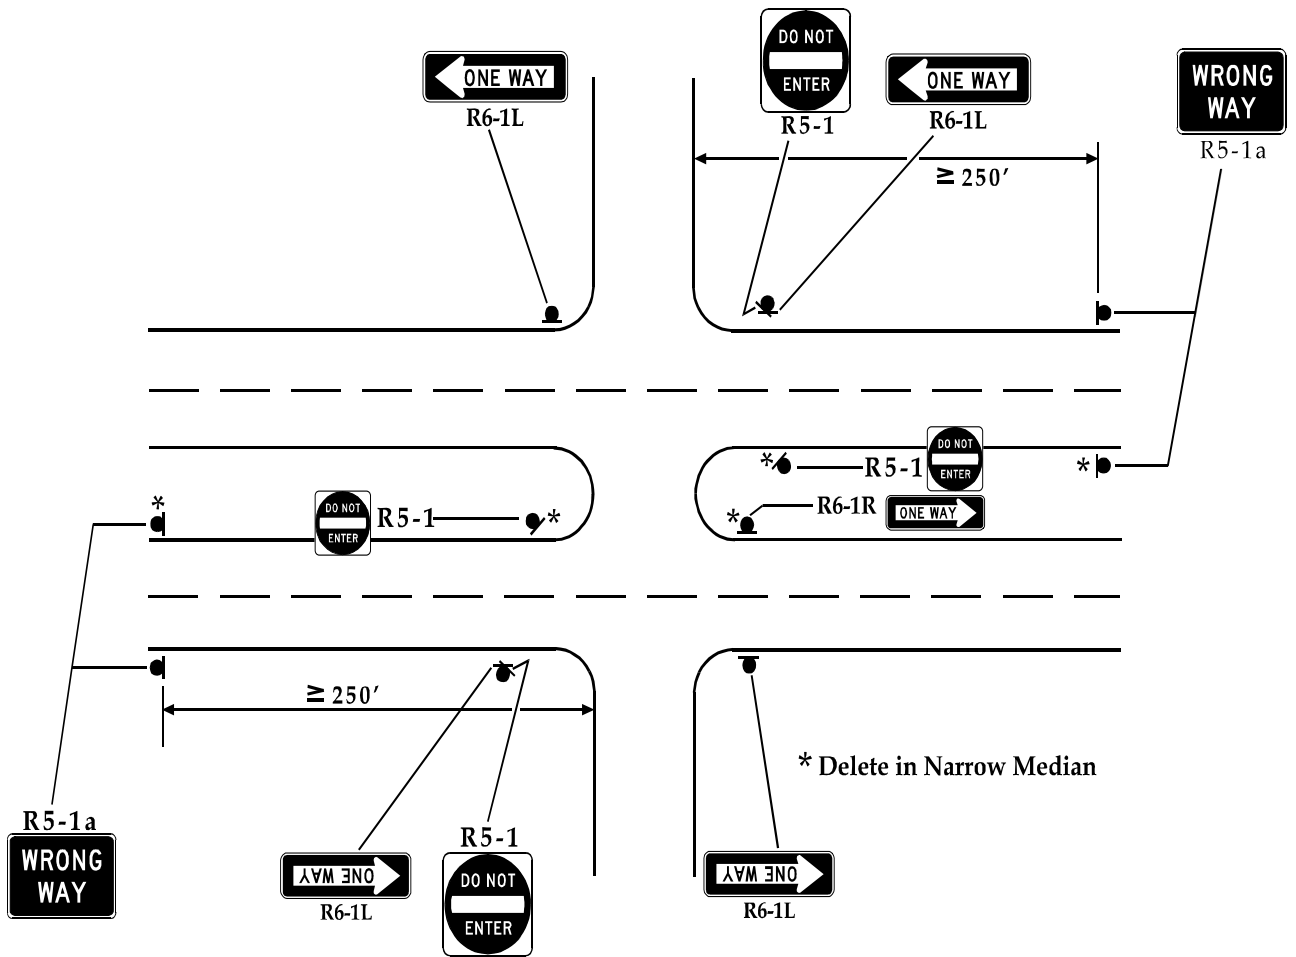 DO NOT
ENTER
R5-1
ONE WAY
R6-1L
ONE WAY
R6-1L
WRONG
WAY
R5-1a
≧ 250′
*
R5-1
DO NOT
ENTER
*
*
R6-1R
ONE WAY
*
DO NOT
ENTER
R5-1
*
≧ 250′
* Delete in Narrow Median
R5-1a
WRONG
WAY
ONE WAY
R6-1L
R5-1
DO NOT
ENTER
ONE WAY
R6-1L